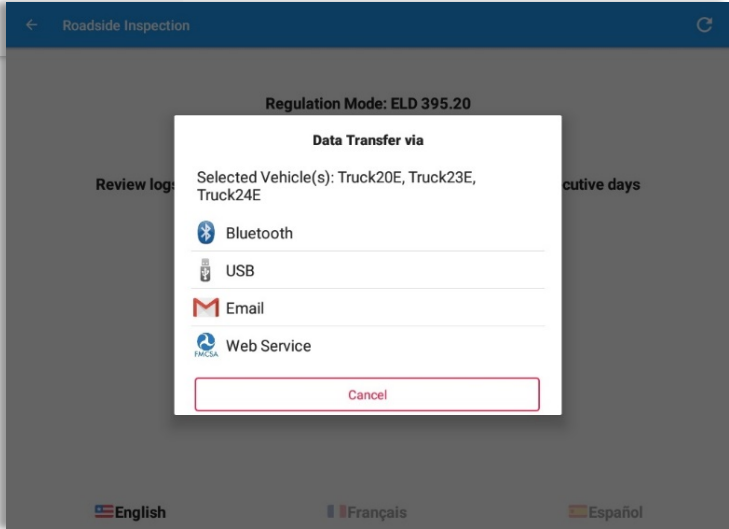 Roadside Inspection
Regulation Mode: ELD 395.20
Data Transfer via
Selected Vehicle(s): Truck20E, Truck23E,
Truck24E
Review logs
cutive days
Bluetooth
USB
Email
FMCSA
Web Service
Cancel
English
Français
Español